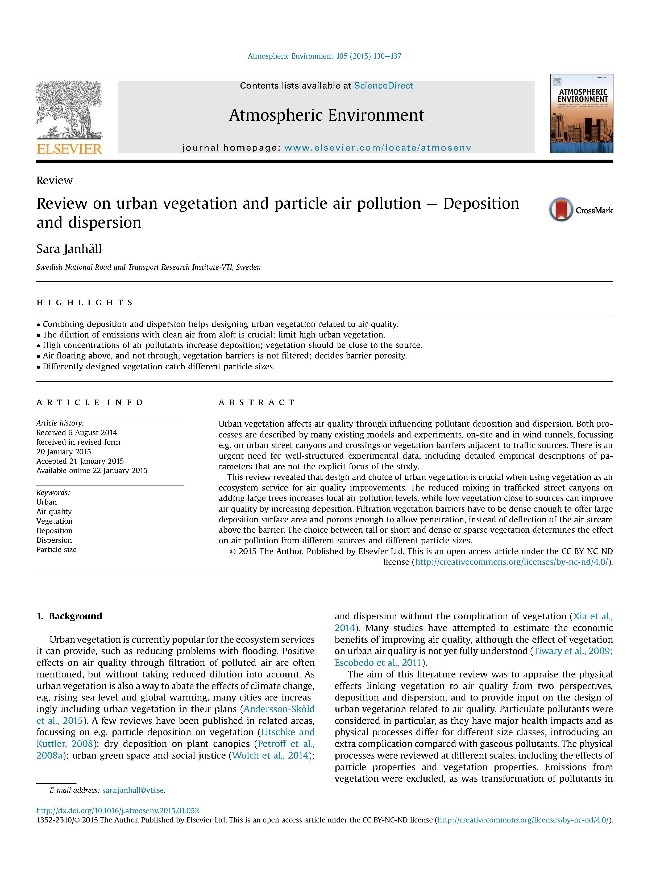 Atmospheric Environment 105 (2015) 130–137
Contents lists available at ScienceDirect
Atmospheric Environment
journal homepage: www.elsevier.com/locate/atmosenv
ELSEVIER
ATMOSPHERIC
ENVIRONMENT
Review
Review on urban vegetation and particle air pollution – Deposition
and dispersion
CrossMark
Sara Janhäll
Swedish National Road and Transport Research Institute-VTI, Sweden
HIGHLIGHTS
• Combining deposition and dispersion helps designing urban vegetation related to air quality.
• The dilution of emissions with clean air from aloft is crucial; limit high urban vegetation.
• High concentrations of air pollutants increase deposition; vegetation should be close to the source.
• Air floating above, and not through, vegetation barriers is not filtered; decides barrier porosity.
• Differently designed vegetation catch different particle sizes.
ARTICLE INFO
Article history:
Received 6 August 2014
Received in revised form
20 January 2015
Accepted 21 January 2015
Available online 22 January 2015
Keywords:
Urban
Air quality
Vegetation
Deposition
Dispersion
Particle size
ABSTRACT
Urban vegetation affects air quality through influencing pollutant deposition and dispersion. Both pro-
cesses are described by many existing models and experiments, on-site and in wind tunnels, focussing
e.g. on urban street canyons and crossings or vegetation barriers adjacent to traffic sources. There is an
urgent need for well-structured experimental data, including detailed empirical descriptions of pa-
rameters that are not the explicit focus of the study.
This review revealed that design and choice of urban vegetation is crucial when using vegetation as an
ecosystem service for air quality improvements. The reduced mixing in trafficked street canyons on
adding large trees increases local air pollution levels, while low vegetation close to sources can improve
air quality by increasing deposition. Filtration vegetation barriers have to be dense enough to offer large
deposition surface area and porous enough to allow penetration, instead of deflection of the air stream
above the barrier. The choice between tall or short and dense or sparse vegetation determines the effect
on air pollution from different sources and different particle sizes.
© 2015 The Author. Published by Elsevier Ltd. This is an open access article under the CC BY-NC-ND
license (http://creativecommons.org/licenses/by-nc-nd/4.0/).
1. Background
Urban vegetation is currently popular for the ecosystem services
it can provide, such as reducing problems with flooding. Positive
effects on air quality through filtration of polluted air are often
mentioned, but without taking reduced dilution into account. As
urban vegetation is also a way to abate the effects of climate change,
e.g. rising sea level and global warming, many cities are increas-
ingly including urban vegetation in their plans (Andersson-Sköld
et al., 2015). A few reviews have been published in related areas,
focussing on e.g. particle deposition on vegetation (Litschke and
Kuttler, 2008); dry deposition on plant canopies (Petroff et al.,
2008a); urban green space and social justice (Wolch et al., 2014);
E-mail address: sara.janhall@vti.se.
and dispersion without the complication of vegetation (Xia et al.,
2014). Many studies have attempted to estimate the economic
benefits of improving air quality, although the effect of vegetation
on urban air quality is not yet fully understood (Tiwary et al., 2009;
Escobedo et al., 2011).
The aim of this literature review was to appraise the physical
effects linking vegetation to air quality from two perspectives,
deposition and dispersion, and to provide input on the design of
urban vegetation related to air quality. Particulate pollutants were
considered in particular, as they have major health impacts and as
physical processes differ for different size classes, introducing an
extra complication compared with gaseous pollutants. The physical
processes were reviewed at different scales, including the effects of
particle properties and vegetation properties. Emissions from
vegetation were excluded, as was transformation of pollutants in
http://dx.doi.org/10.1016/j.atmosenv.2015.01.052
1352-2310/© 2015 The Author. Published by Elsevier Ltd. This is an open access article under the CC BY-NC-ND license (http://creativecommons.org/licenses/by-nc-nd/4.0/).